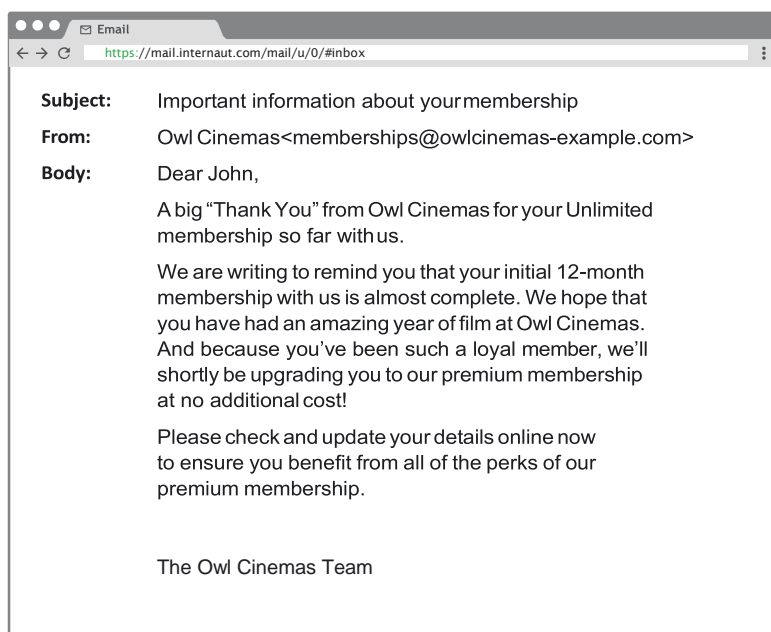 Email
https://mail.internaut.com/mail/u/0/#inbox
Subject: Important information about your membership
From: Owl Cinemas<memberships@owlcinemas-example.com>
Body: Dear John,
A big “Thank You” from Owl Cinemas for your Unlimited
membership so far with us.
We are writing to remind you that your initial 12-month
membership with us is almost complete. We hope that
you have had an amazing year of film at Owl Cinemas.
And because you’ve been such a loyal member, we’ll
shortly be upgrading you to our premium membership
at no additional cost!
Please check and update your details online now
to ensure you benefit from all of the perks of our
premium membership.
The Owl Cinemas Team